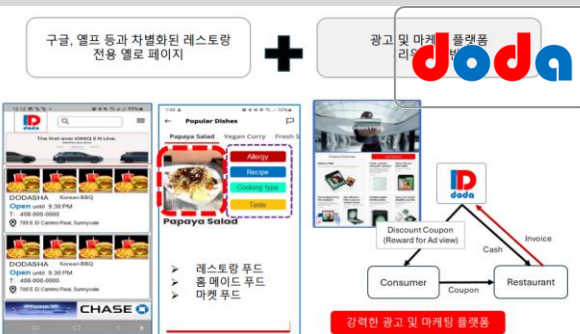 구글, 옐프 등과 차별화된 레스토랑
전용 옐로 페이지
광고 및 마케 플랫폼
doda
doda
The first-ever IONIQ 5 N Line.
DODASHA Korean BBQ
Open until 9:30 PM
T: 408-000-0000
Sunnyvale
DODASHA Korean BBQ
Open until 9:30 PM
T: 408-000-0000
Sunnyvale
CHASE
Popular Dishes
Papaya Salad Vegan Curry Fresh S
Allergy
Recipe
Cooking type
Taste
Papaya Salad
➢ 레스토랑 푸드
➢ 홈 메이드 푸드
➢ 마켓 푸드
doda
Discount Coupon
(Reward for Ad view)
Invoice
Cash
Consumer
Coupon
Restaurant
강력한 광고 및 마케팅 플랫폼